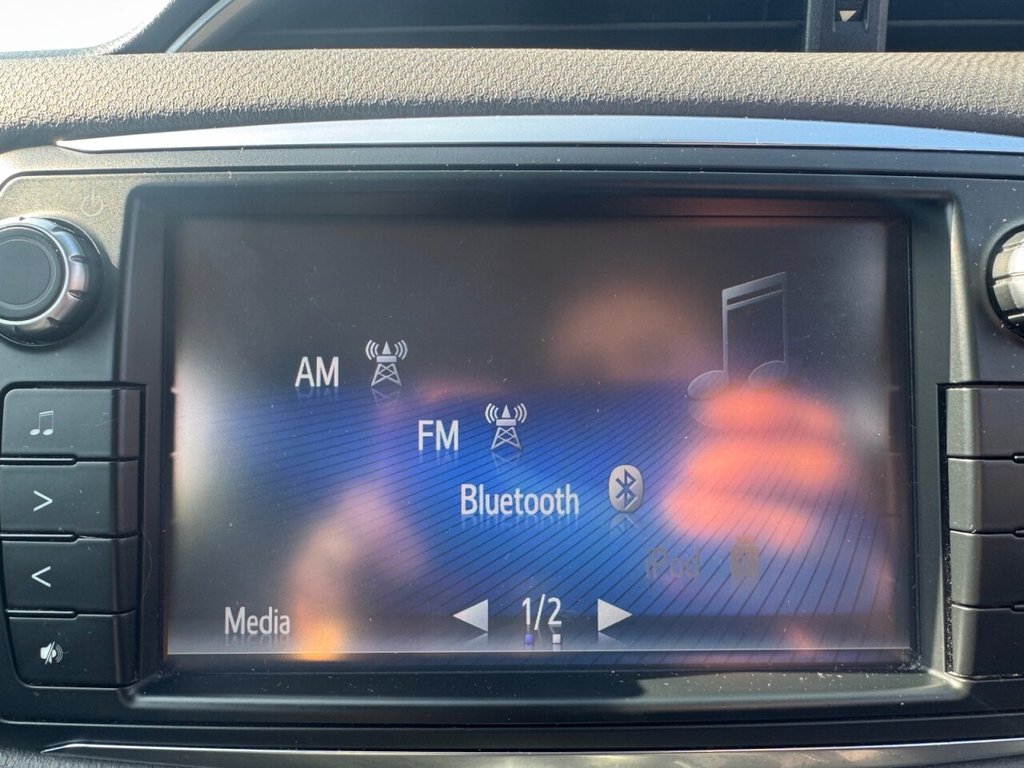 AM
FM
Bluetooth
iPod
Media
1/2